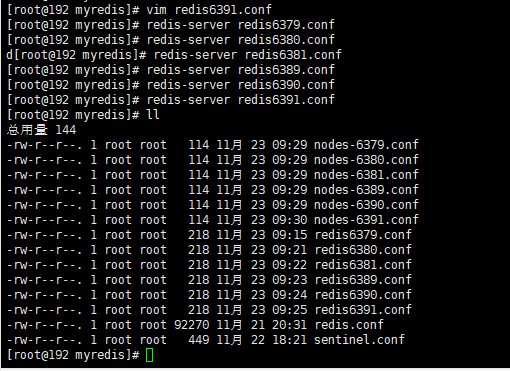 [root@192 myredis]# vim redis6391.conf
[root@192 myredis]# redis-server redis6379.conf
[root@192 myredis]# redis-server redis6380.conf
d[root@192 myredis]# redis-server redis6381.conf
[root@192 myredis]# redis-server redis6389.conf
[root@192 myredis]# redis-server redis6390.conf
[root@192 myredis]# redis-server redis6391.conf
[root@192 myredis]# ll
总用量 144
-rw-r--r--. 1 root root   114 11月 23 09:29 nodes-6379.conf
-rw-r--r--. 1 root root   114 11月 23 09:29 nodes-6380.conf
-rw-r--r--. 1 root root   114 11月 23 09:29 nodes-6381.conf
-rw-r--r--. 1 root root   114 11月 23 09:29 nodes-6389.conf
-rw-r--r--. 1 root root   114 11月 23 09:29 nodes-6390.conf
-rw-r--r--. 1 root root   114 11月 23 09:30 nodes-6391.conf
-rw-r--r--. 1 root root   218 11月 23 09:15 redis6379.conf
-rw-r--r--. 1 root root   218 11月 23 09:21 redis6380.conf
-rw-r--r--. 1 root root   218 11月 23 09:22 redis6381.conf
-rw-r--r--. 1 root root   218 11月 23 09:23 redis6389.conf
-rw-r--r--. 1 root root   218 11月 23 09:24 redis6390.conf
-rw-r--r--. 1 root root   218 11月 23 09:25 redis6391.conf
-rw-r--r--. 1 root root 92270 11月 21 20:31 redis.conf
-rw-r--r--. 1 root root   449 11月 22 18:21 sentinel.conf
[root@192 myredis]#